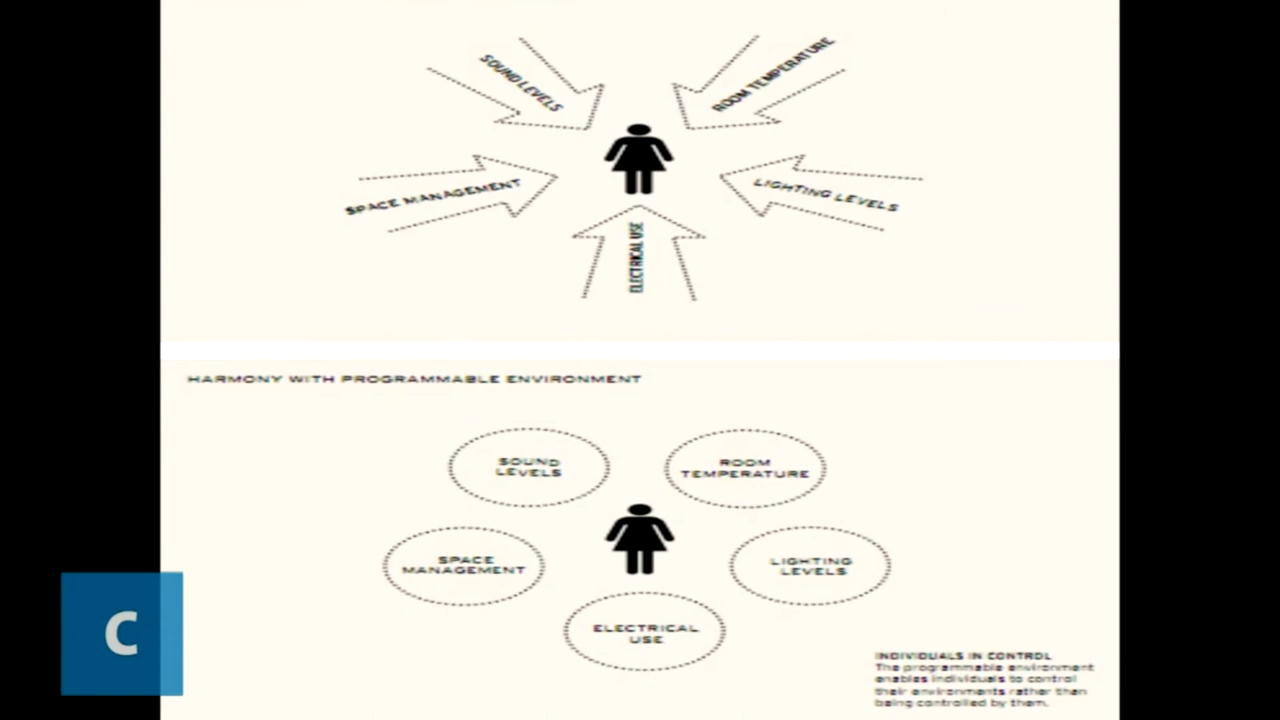 SOUND LEVELS
ROOM TEMPERATURE
SPACE MANAGEMENT
LIGHTING LEVELS
ELECTRICAL USE
HARMONY WITH PROGRAMMABLE ENVIRONMENT
SOUND
LEVELS
ROOM
TEMPERATURE
SPACE
MANAGEMENT
LIGHTING
LEVELS
ELECTRICAL
USE
INDIVIDUALS IN CONTROL
The programmable environment
enables individuals to control
their environments rather than
being controlled by them.
C